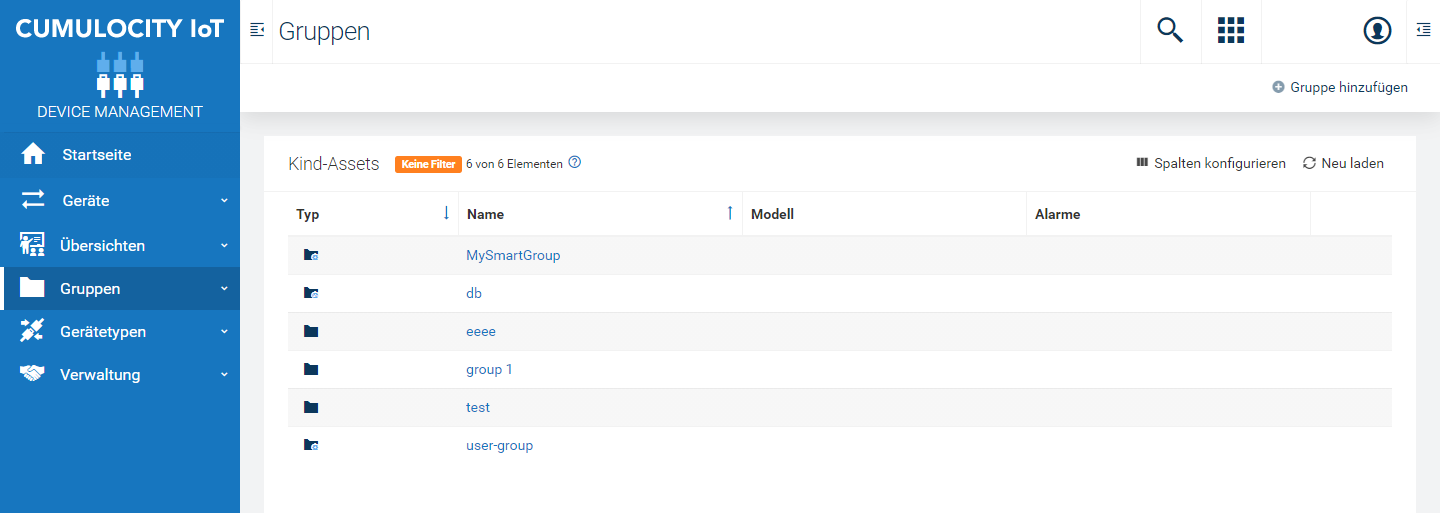 CUMULOCITY IoT
DEVICE MANAGEMENT
Startseite
Geräte
Übersichten
Gruppen
Gerätetypen
Verwaltung
Gruppen
Gruppe hinzufügen
Kind-Assets Keine Filter 6 von 6 Elementen
Spalten konfigurieren Neu laden
Typ Name Modell Alarme
MySmartGroup
db
eeee
group 1
test
user-group